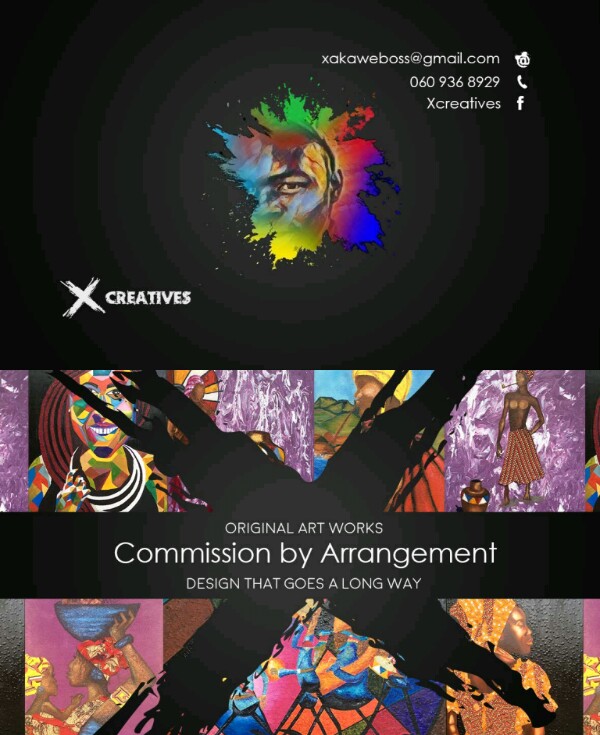 xakaweboss@gmail.com
060 936 8929
Xcreatives
X CREATIVES
ORIGINAL ART WORKS
Commission by Arrangement
DESIGN THAT GOES A LONG WAY